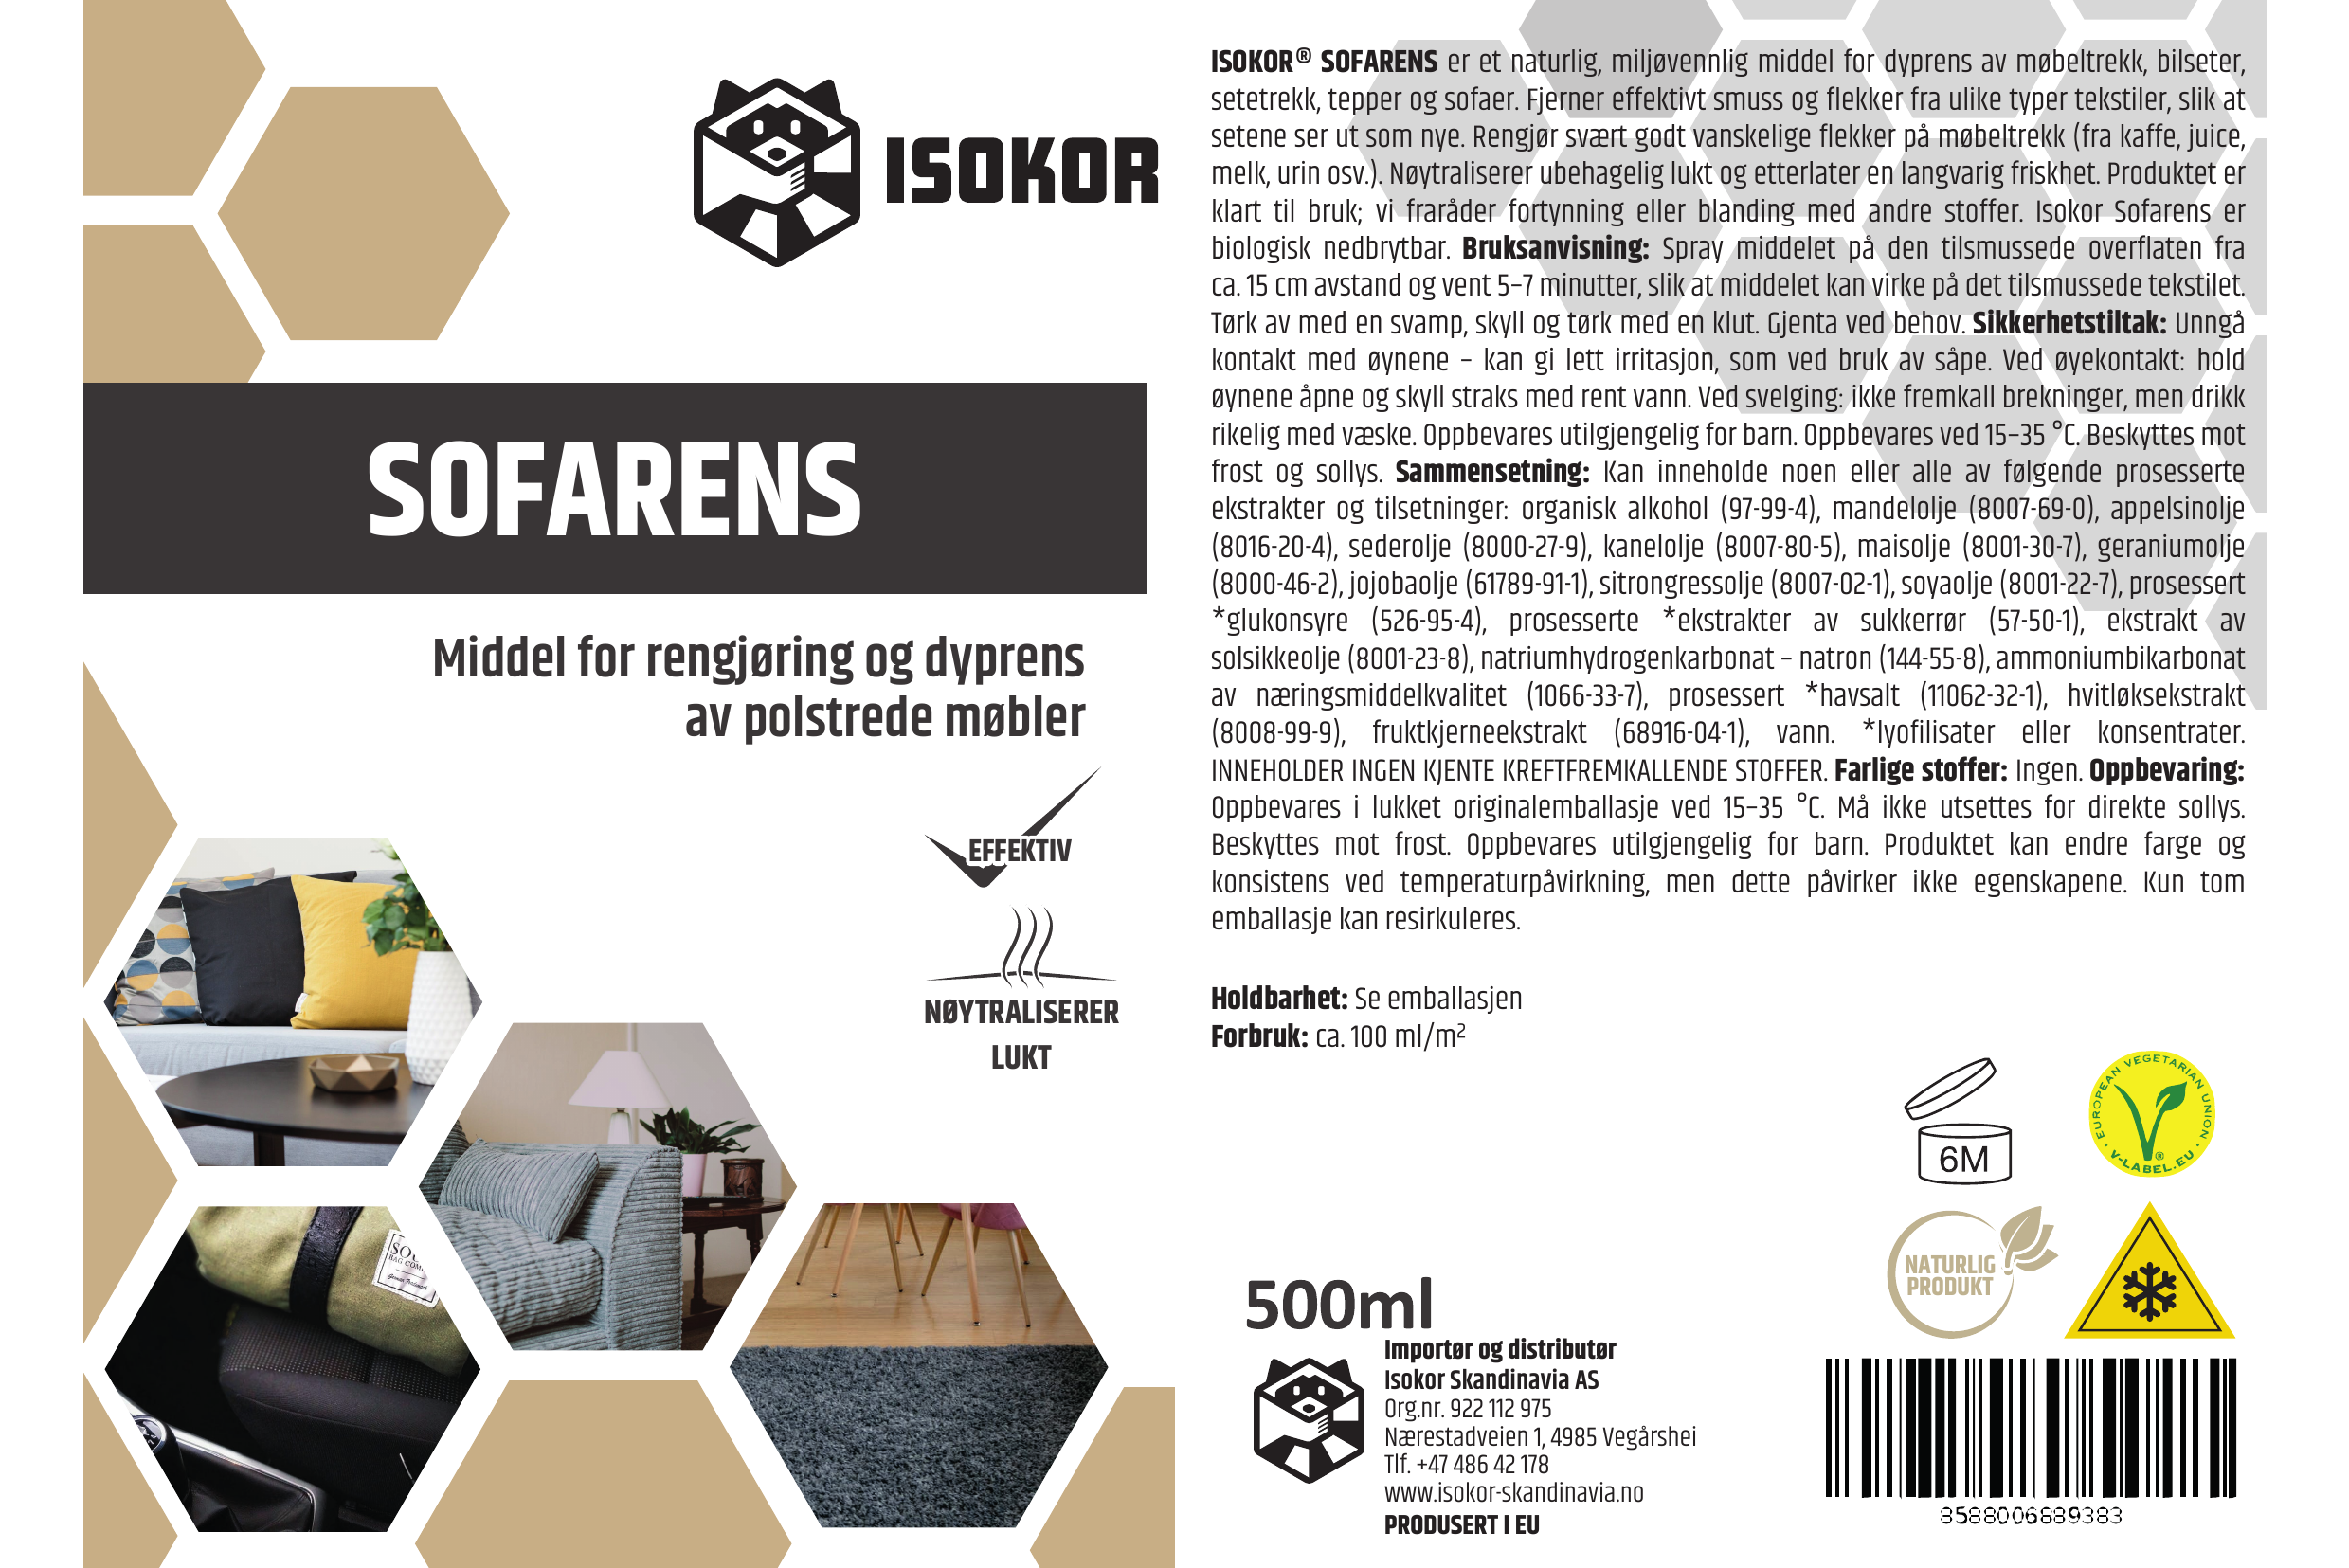 ISOKOR
SOFARENS
Middel for rengjøring og dyprens
av polstrede møbler
EFFEKTIV
NØYTRALISERER
LUKT
ISOKOR® SOFARENS er et naturlig, miljøvennlig middel for dyprens av møbeltrekk, bilseter,
setetrekk, tepper og sofaer. Fjerner effektivt smuss og flekker fra ulike typer tekstiler, slik at
setene ser ut som nye. Rengjør svært godt vanskelige flekker på møbeltrekk (fra kaffe, juice,
melk, urin osv.). Nøytraliserer ubehagelig lukt og etterlater en langvarig friskhet. Produktet er
klart til bruk; vi fraråder fortynning eller blanding med andre stoffer. Isokor Sofarens er
biologisk nedbrytbar. Bruksanvisning: Spray middelet på den tilsmussede overflaten fra
ca. 15 cm avstand og vent 5–7 minutter, slik at middelet kan virke på det tilsmussede tekstilet.
Tørk av med en svamp, skyll og tørk med en klut. Gjenta ved behov. Sikkerhetstiltak: Unngå
kontakt med øynene – kan gi lett irritasjon, som ved bruk av såpe. Ved øyekontakt: hold
øynene åpne og skyll straks med rent vann. Ved svelging: ikke fremkall brekninger, men drikk
rikelig med væske. Oppbevares utilgjengelig for barn. Oppbevares ved 15–35 °C. Beskyttes mot
frost og sollys. Sammensetning: Kan inneholde noen eller alle av følgende prosesserte
ekstrakter og tilsetninger: organisk alkohol (97-99-4), mandelolje (8007-69-0), appelsinolje
(8016-20-4), sederolje (8000-27-9), kanelolje (8007-80-5), maisolje (8001-30-7), geraniumolje
(8000-46-2), jojobaolje (61789-91-1), sitrongressolje (8007-02-1), soyaolje (8001-22-7), prosessert
*glukonsyre (526-95-4), prosesserte *ekstrakter av sukkerrør (57-50-1), ekstrakt av
solsikkeolje (8001-23-8), natriumhydrogenkarbonat – natron (144-55-8), ammoniumbikarbonat
av næringsmiddelkvalitet (1066-33-7), prosessert *havsalt (11062-32-1), hvitløksekstrakt
(8008-99-9), fruktkjerneekstrakt (68916-04-1), vann. *lyofilisater eller konsentrater.
INNEHOLDER INGEN KJENTE KREFTFREMKALLENDE STOFFER. Farlige stoffer: Ingen. Oppbevaring:
Oppbevares i lukket originalemballasje ved 15–35 °C. Må ikke utsettes for direkte sollys.
Beskyttes mot frost. Oppbevares utilgjengelig for barn. Produktet kan endre farge og
konsistens ved temperaturpåvirkning, men dette påvirker ikke egenskapene. Kun tom
emballasje kan resirkuleres.
Holdbarhet: Se emballasjen
Forbruk: ca. 100 ml/m²
6M
EUROPEAN VEGETARIAN UNION
V-LABEL.EU
®
NATURLIG
PRODUKT
500ml
Importør og distributør
Isokor Skandinavia AS
Org.nr. 922 112 975
Nærestadveien 1, 4985 Vegårshei
Tlf. +47 486 42 178
www.isokor-skandinavia.no
PRODUSERT I EU
8588006889383